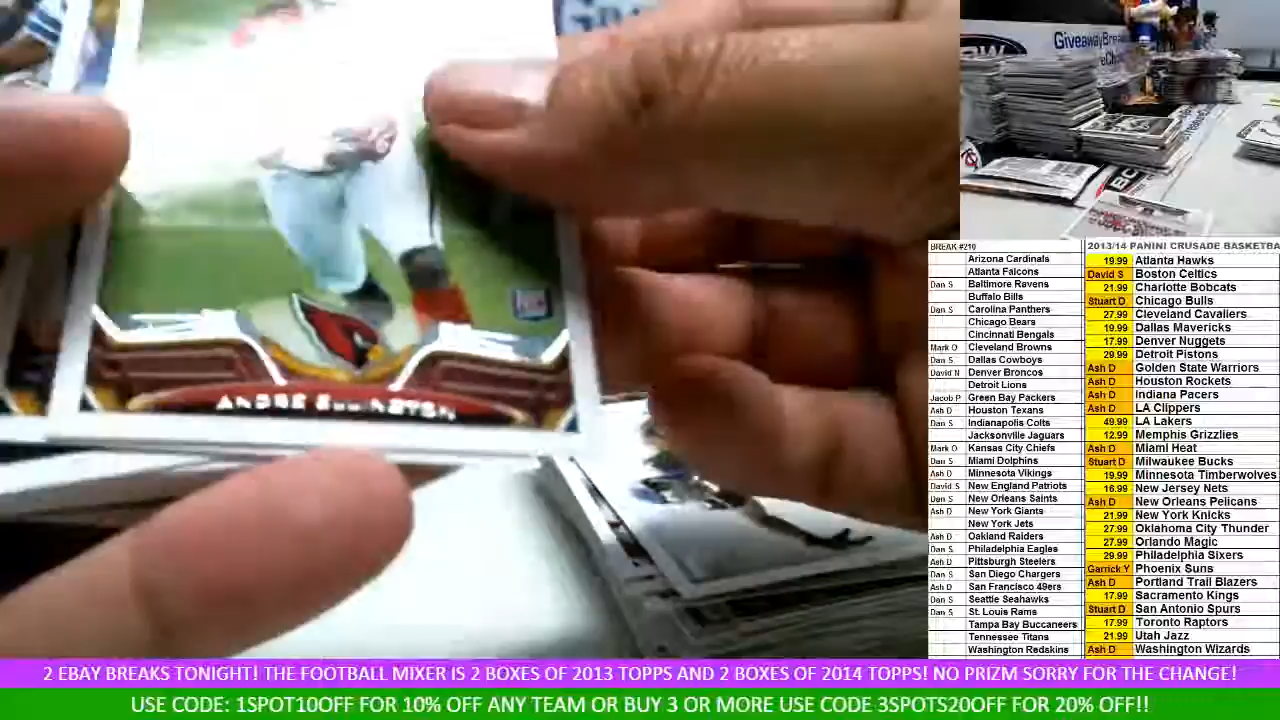 ANDRE ELLINGTON
GiveawayBrea
BREAK #210
Arizona Cardinals
Atlanta Falcons
Dan S Baltimore Ravens
Buffalo Bills
Dan S Carolina Panthers
Chicago Bears
Cincinnati Bengals
Mark O Cleveland Browns
Dan S Dallas Cowboys
David N Denver Broncos
Detroit Lions
Jacob P Green Bay Packers
Ash D Houston Texans
Dan S Indianapolis Colts
Jacksonville Jaguars
Mark O Kansas City Chiefs
Dan S Miami Dolphins
Ash D Minnesota Vikings
David S New England Patriots
Dan S New Orleans Saints
Ash D New York Giants
New York Jets
Ash D Oakland Raiders
Dan S Philadelphia Eagles
Ash D Pittsburgh Steelers
Dan S San Diego Chargers
Ash D San Francisco 49ers
Dan S Seattle Seahawks
Dan S St. Louis Rams
Tampa Bay Buccaneers
Tennessee Titans
Washington Redskins
2013/14 PANINI CRUSADE BASKETBA
19.99 Atlanta Hawks
David S Boston Celtics
21.99 Charlotte Bobcats
Stuart D Chicago Bulls
27.99 Cleveland Cavaliers
19.99 Dallas Mavericks
17.99 Denver Nuggets
29.99 Detroit Pistons
Ash D Golden State Warriors
Ash D Houston Rockets
Ash D Indiana Pacers
Ash D LA Clippers
49.99 LA Lakers
12.99 Memphis Grizzlies
Ash D Miami Heat
Stuart D Milwaukee Bucks
19.99 Minnesota Timberwolves
16.99 New Jersey Nets
Ash D New Orleans Pelicans
21.99 New York Knicks
27.99 Oklahoma City Thunder
27.99 Orlando Magic
29.99 Philadelphia Sixers
Garrick Y Phoenix Suns
Ash D Portland Trail Blazers
17.99 Sacramento Kings
Stuart D San Antonio Spurs
17.99 Toronto Raptors
21.99 Utah Jazz
Ash D Washington Wizards
2 EBAY BREAKS TONIGHT! THE FOOTBALL MIXER IS 2 BOXES OF 2013 TOPPS AND 2 BOXES OF 2014 TOPPS! NO PRIZM SORRY FOR THE CHANGE!
USE CODE: 1SPOT10OFF FOR 10% OFF ANY TEAM OR BUY 3 OR MORE USE CODE 3SPOTS20OFF FOR 20% OFF!!